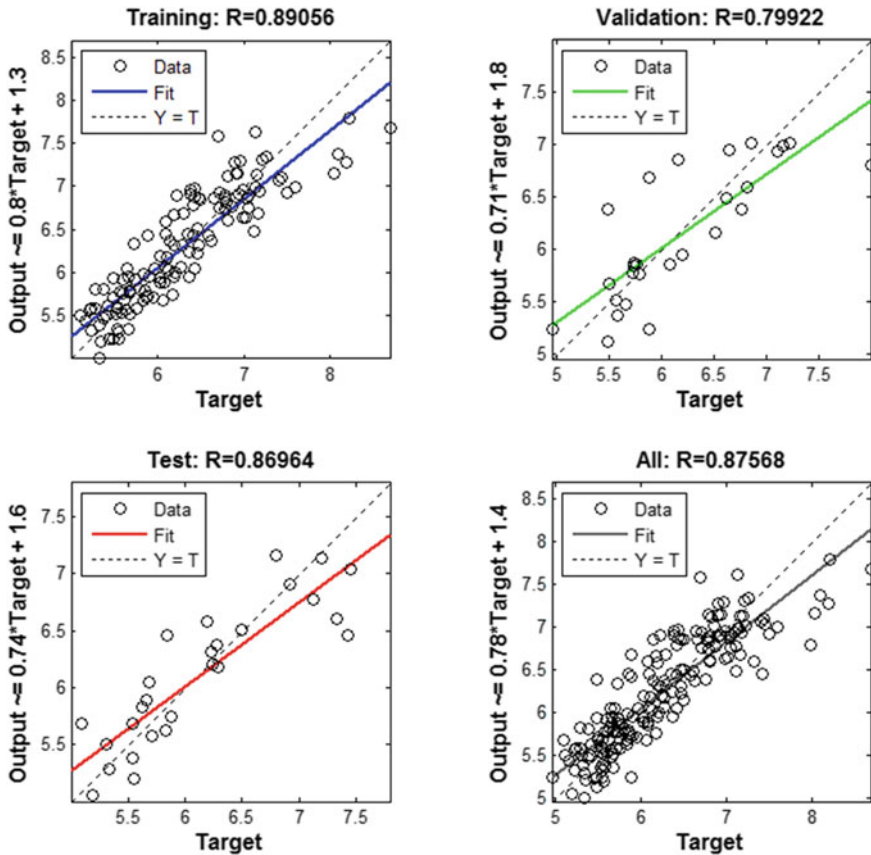 Training: R=0.89056
Output ~= 0.8*Target + 1.3
Data
Fit
Y = T
8.5
8
7.5
7
6.5
6
5.5
6
7
8
Target
Validation: R=0.79922
Output ~= 0.71*Target + 1.8
Data
Fit
Y = T
7.5
7
6.5
6
5.5
5
5
5.5
6
6.5
7
7.5
Target
Test: R=0.86964
Output ~= 0.74*Target + 1.6
Data
Fit
Y = T
7.5
7
6.5
6
5.5
5.5
6
6.5
7
7.5
Target
All: R=0.87568
Output ~= 0.78*Target + 1.4
Data
Fit
Y = T
8.5
8
7.5
7
6.5
6
5.5
5
5
6
7
8
Target